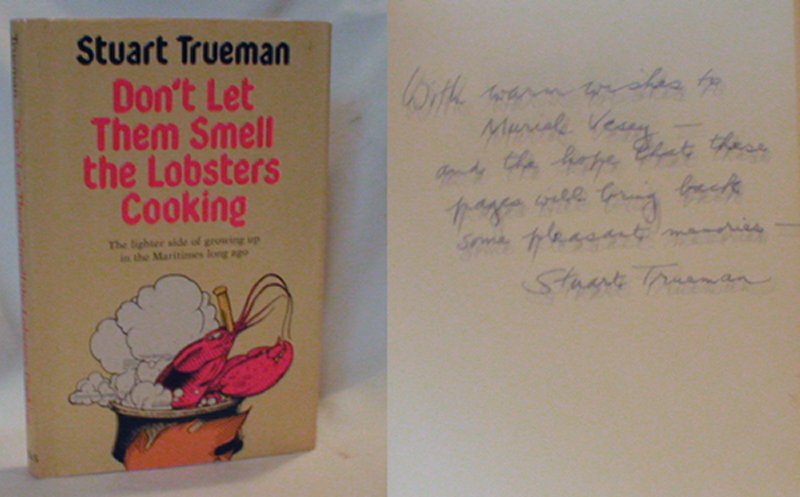 Stuart Trueman
Don't Let
Them Smell
the Lobsters
Cooking
The lighter side of growing up
in the Maritimes long ago
With warm wishes to
Muriel Vesey —
and the hope that these
pages will bring back
some pleasant memories —
Stuart Trueman